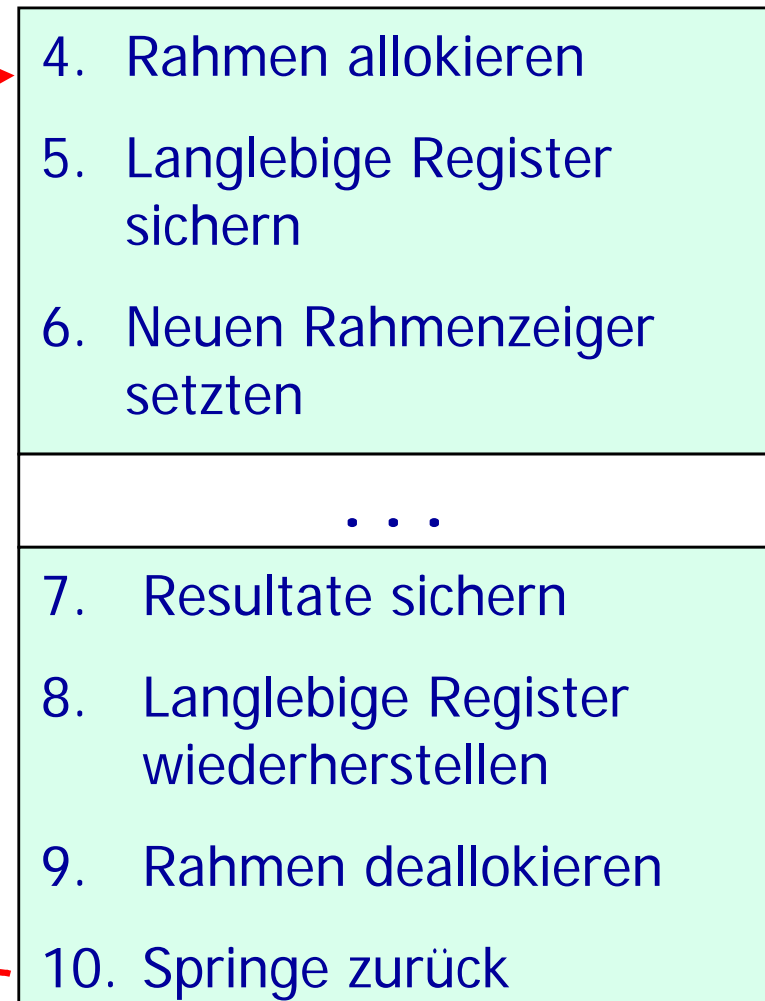 4. Rahmen allokieren
5. Langlebige Register
sichern
6. Neuen Rahmenzeiger
setzten
. . .
7. Resultate sichern
8. Langlebige Register
wiederherstellen
9. Rahmen deallokieren
10. Springe zurück